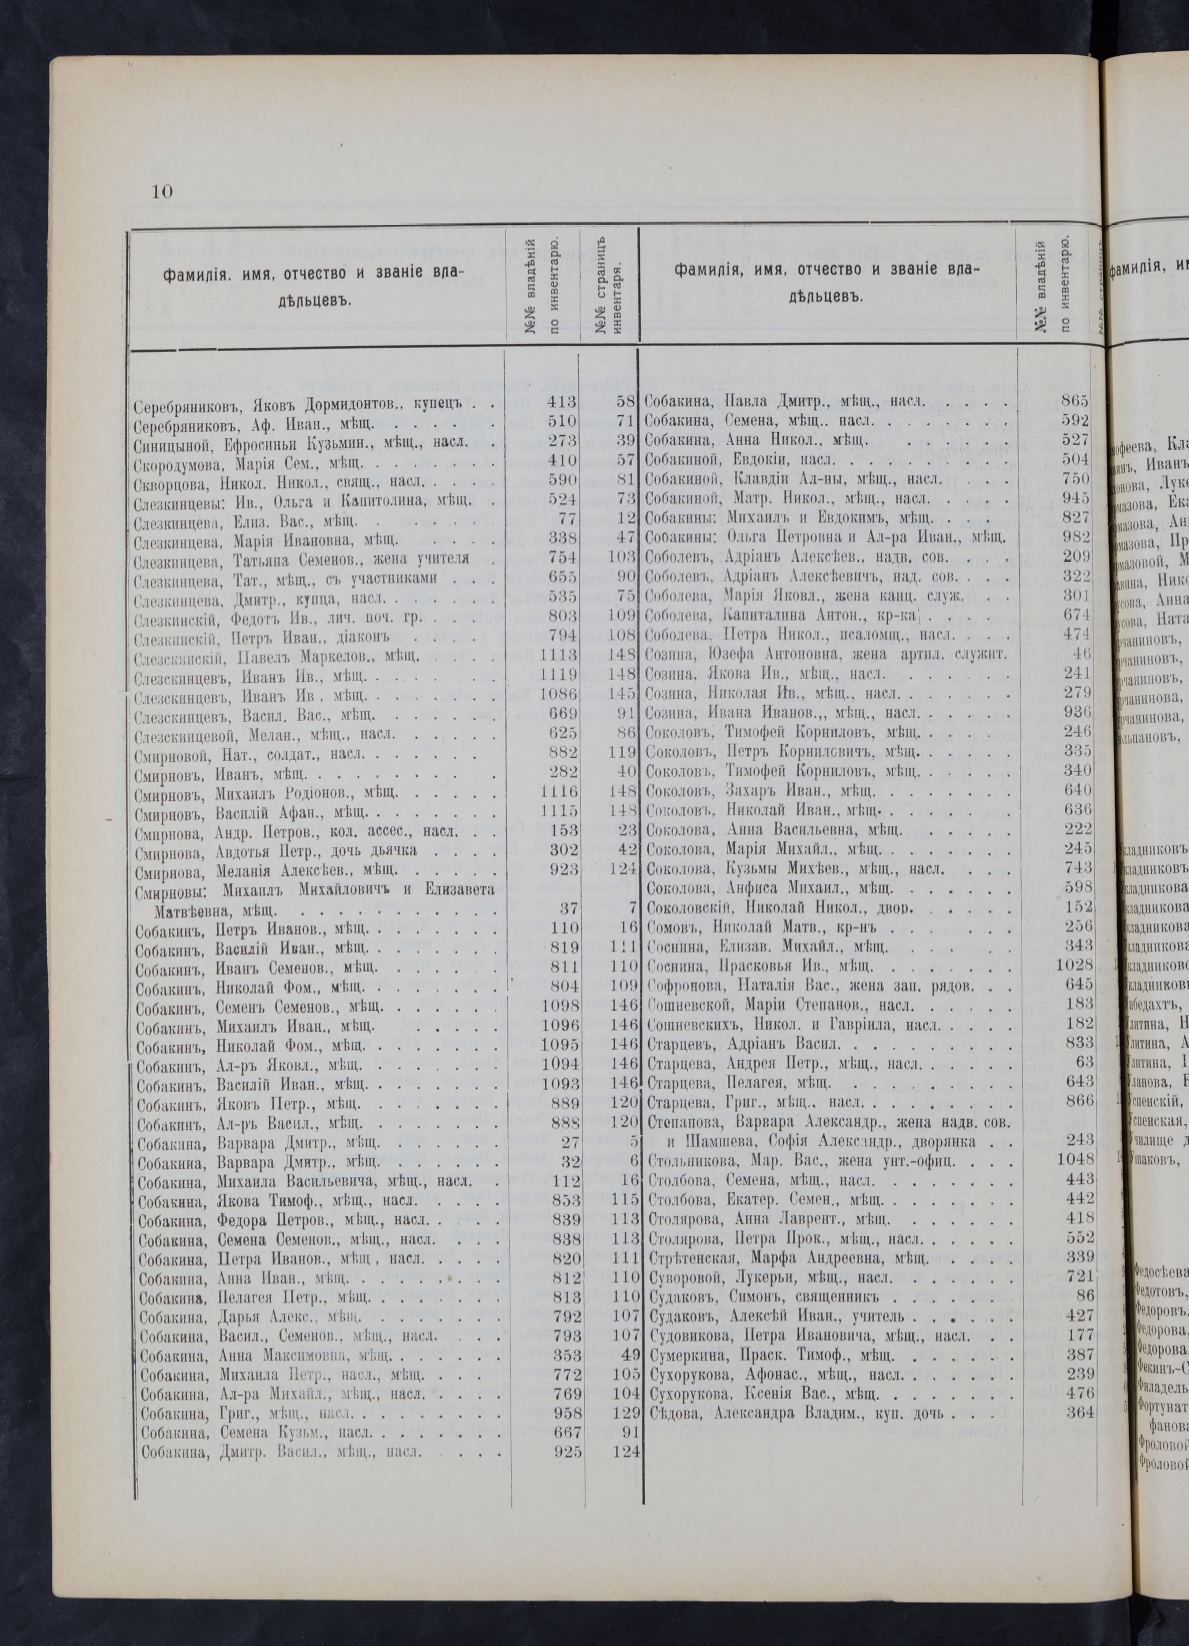 10
Фамилія. имя, отчество и званіе вла-
дѣльцевъ.
№№ владѣній
по инвентарю.
№№ страницъ
инвентаря.
Серебряниковъ, Яковъ Дормидонтов., купецъ . . 413 58
Серебряниковъ, Аф. Иван., мѣщ. . . . . . . 510 71
Синицыной, Ефросиньи Кузьмин., мѣщ., насл. . 273 39
Скородумова, Марія Сем., мѣщ. . . . . . . . 410 57
Скворцова, Никол. Никол., свящ., насл. . . . . 590 81
Слезкинцевы: Ив., Ольга и Капитолина, мѣщ. . 524 73
Слезкинцева, Елиз. Вас., мѣщ. . . . . . . 77 12
Слезкинцева, Марія Ивановна, мѣщ. . . . . 338 47
Слезкинцева, Татьяна Семенов., жена учителя . 754 103
Слезкинцева, Тат., мѣщ., съ участниками . . . 655 90
Слезкинцева, Дмитр., купца, насл. . . . . . . 535 75
Слезкинскій, Федотъ Ив., лич. поч. гр. . . . . 803 109
Слезкинскій, Петръ Иван., діаконъ . . . . . 794 108
Слезскинскій, Павелъ Маркелов., мѣщ. . . . . 1113 148
Слезскинцевъ, Иванъ Ив., мѣщ. . . . . . . . 1119 148
Слезскинцевъ, Иванъ Ив , мѣщ. . . . . . . . 1086 145
Слезскинцевъ, Васил. Вас., мѣщ. . . . . . . 669 91
Слезскинцевой, Мелан., мѣщ., насл. . . . . . 625 86
Смирновой, Нат., солдат., насл. . . . . . . 882 119
Смирновъ, Иванъ, мѣщ. . . . . . . . . . 282 40
Смирновъ, Михаилъ Родіонов., мѣщ. . . . . . 1116 148
Смирновъ, Василій Афан., мѣщ. . . . . . . . 1115 148
Смирнова, Андр. Петров., кол. ассес., насл. . . 153 23
Смирнова, Авдотья Петр., дочь дьячка . . . . 302 42
Смирнова, Меланія Алексѣев., мѣщ. . . . . . 923 124
Смирновы: Михаилъ Михайловичъ и Елизавета
Матвѣевна, мѣщ. . . . . . . . . . . . 37 7
Собакинъ, Петръ Иванов., мѣщ. . . . . . . . 110 16
Собакинъ, Василій Иван., мѣщ. . . . . . . . 819 111
Собакинъ, Иванъ Семенов., мѣщ. . . . . . . 811 110
Собакинъ, Николай Фом., мѣщ. . . . . . . . 804 109
Собакинъ, Семенъ Семенов., мѣщ. . . . . . . 1098 146
Собакинъ, Михаилъ Иван., мѣщ. . . . . . 1096 146
Собакинъ, Николай Фом., мѣщ. . . . . . . . 1095 146
Собакинъ, Ал-ръ Яковл., мѣщ. . . . . . . . 1094 146
Собакинъ, Василій Иван., мѣщ. . . . . . . . 1093 146
Собакинъ, Яковъ Петр., мѣщ. . . . . . . . 889 120
Собакинъ, Ал-ръ Васил., мѣщ. . . . . . . . 888 120
Собакина, Варвара Дмитр., мѣщ. . . . . . . 27 5
Собакина, Варвара Дмитр., мѣщ. . . . . . . 32 6
Собакина, Михаила Васильевича, мѣщ., насл. . 112 16
Собакина, Якова Тимоф., мѣщ., насл. . . . . 853 115
Собакина, Федора Петров., мѣщ., насл. . . . . 839 113
Собакина, Семена Семенов., мѣщ., насл. . . . 838 113
Собакина, Петра Иванов., мѣщ , насл. . . . . 820 111
Собакина, Анна Иван., мѣщ. . . . . . . . . 812 110
Собакина, Пелагея Петр., мѣщ. . . . . . . . 813 110
Собакина, Дарья Алекс., мѣщ. . . . . . . . 792 107
Собакина, Васил., Семенов., мѣщ., насл. . . . 793 107
Собакина, Анна Максимовна, мѣщ. . . . . . . 353 49
Собакина, Михаила Петр., насл., мѣщ. . . . . 772 105
Собакина, Ал-ра Михайл., мѣщ., насл. . . . . 769 104
Собакина, Григ., мѣщ., насл. . . . . . . . . 958 129
Собакина, Семена Кузьм., насл. . . . . . . . 667 91
Собакина, Дмитр. Васил., мѣщ., насл. . . . . 925 124
Фамилія, имя, отчество и званіе вла-
дѣльцевъ.
№№ владѣній
по инвентарю.
Собакина, Павла Дмитр., мѣщ., насл. . . . . 865
Собакина, Семена, мѣщ.. насл. . . . . . . . 592
Собакина, Анна Никол., мѣщ. . . . . . . 527
Собакиной, Евдокіи, насл. . . . . . . . . . 504
Собакиной, Клавдіи Ал-ны, мѣщ., насл. . . . 750
Собакиной, Матр. Никол., мѣщ., насл. . . . . 945
Собакины: Михаилъ и Евдокимъ, мѣщ. . . . 827
Собакины: Ольга Петровна и Ал-ра Иван., мѣщ. 982
Соболевъ, Адріанъ Алексѣев., надв. сов. . . . 209
Соболевъ, Адріанъ Алексѣевичъ, над. сов. . . . 322
Соболева, Марія Яковл., жена канц. служ. . . 301
Соболева, Капиталина Антон., кр-ка . . . . 674
Соболева, Петра Никол., псаломщ., насл. . . . 474
Созина, Юзефа Антоновна, жена артил. служит. 46
Созина, Якова Ив., мѣщ., насл. . . . . . . 241
Созина, Николая Ив., мѣщ., насл. . . . . . . 279
Созина, Ивана Иванов.,, мѣщ., насл. . . . . . 936
Соколовъ, Тимофей Корниловъ, мѣщ. . . . . . 246
Соколовъ, Петръ Корниловичъ, мѣщ. . . . . . 335
Соколовъ, Тимофей Корниловъ, мѣщ. . . . . . 340
Соколовъ, Захаръ Иван., мѣщ. . . . . . . . 640
Соколовъ, Николай Иван., мѣщ. . . . . . . . 636
Соколова, Анна Васильевна, мѣщ. . . . . . 222
Соколова, Марія Михайл., мѣщ. . . . . . . . 245
Соколова, Кузьмы Михѣев., мѣщ., насл. . . . 743
Соколова, Анфиса Михаил., мѣщ. . . . . . . 598
Соколовскій, Николай Никол., двор. . . . . . 152
Сомовъ, Николай Матв., кр-нъ . . . . . . . 256
Соснина, Елизав. Михайл., мѣщ. . . . . . 343
Соснина, Прасковья Ив., мѣщ. . . . . . . . 1028
Софронова, Наталія Вас., жена зап. рядов. . . 645
Сошневской, Маріи Степанов., насл. . . . . . 183
Сошневскихъ, Никол. и Гавріила, насл. . . . . 182
Старцевъ, Адріанъ Васил. . . . . . . . . . 833
Старцева, Андрея Петр., мѣщ., насл. . . . . . 63
Старцева, Пелагея, мѣщ. . . . . . . . . . 643
Старцева, Григ., мѣщ.. насл. . . . . . . . . 866
Степанова, Варвара Александр., жена надв. сов.
и Шамшева, Софія Александр., дворянка . . 243
Стольникова, Мар. Вас., жена унт.-офиц. . . . 1048
Столбова, Семена, мѣщ., насл. . . . . . . . 443
Столбова, Екатер. Семен., мѣщ. . . . . . . . 442
Столярова, Анна Лаврент., мѣщ. . . . . . . 418
Столярова, Петра Прок., мѣщ., насл. . . . . . 552
Стрѣтенская, Марфа Андреевна, мѣщ. . . . . 339
Суворовой, Лукерьи, мѣщ., насл. . . . . . . 721
Судаковъ, Симонъ, священникъ . . . . . . . 86
Судаковъ, Алексѣй Иван., учитель . . . . . . 427
Судовикова, Петра Ивановича, мѣщ., насл. . . 177
Сумеркина, Праск. Тимоф., мѣщ. . . . . . . 387
Сухорукова, Афонас., мѣщ., насл. . . . . . . 239
Сухорукова, Ксенія Вас., мѣщ. . . . . . . . 476
Сѣдова, Александра Владим., куп. дочь . . . 364